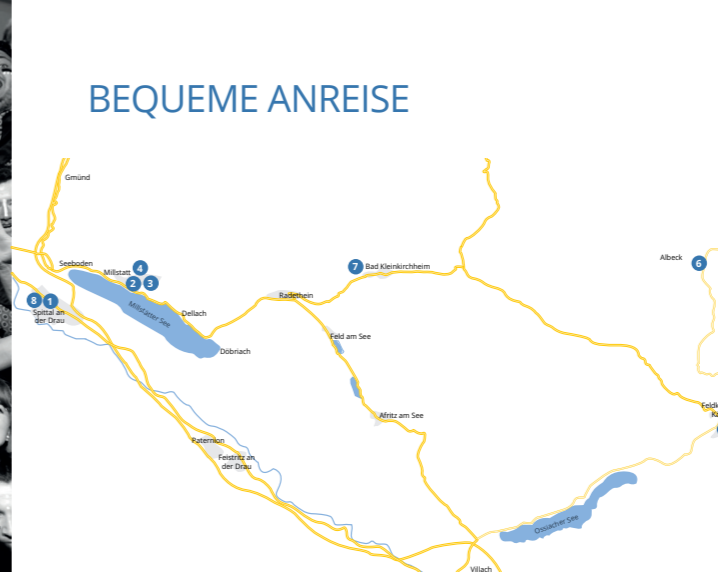 BEQUEME ANREISE
Gmünd
Seeboden
Millstatt
4
2
3
7
Bad Kleinkirchheim
Albeck
6
8
1
Spittal an
der Drau
Millstätter See
Dellach
Radethein
Döbriach
Feld am See
Afritz am See
Paternion
Feistritz an
der Drau
Ossiacher See
Villach